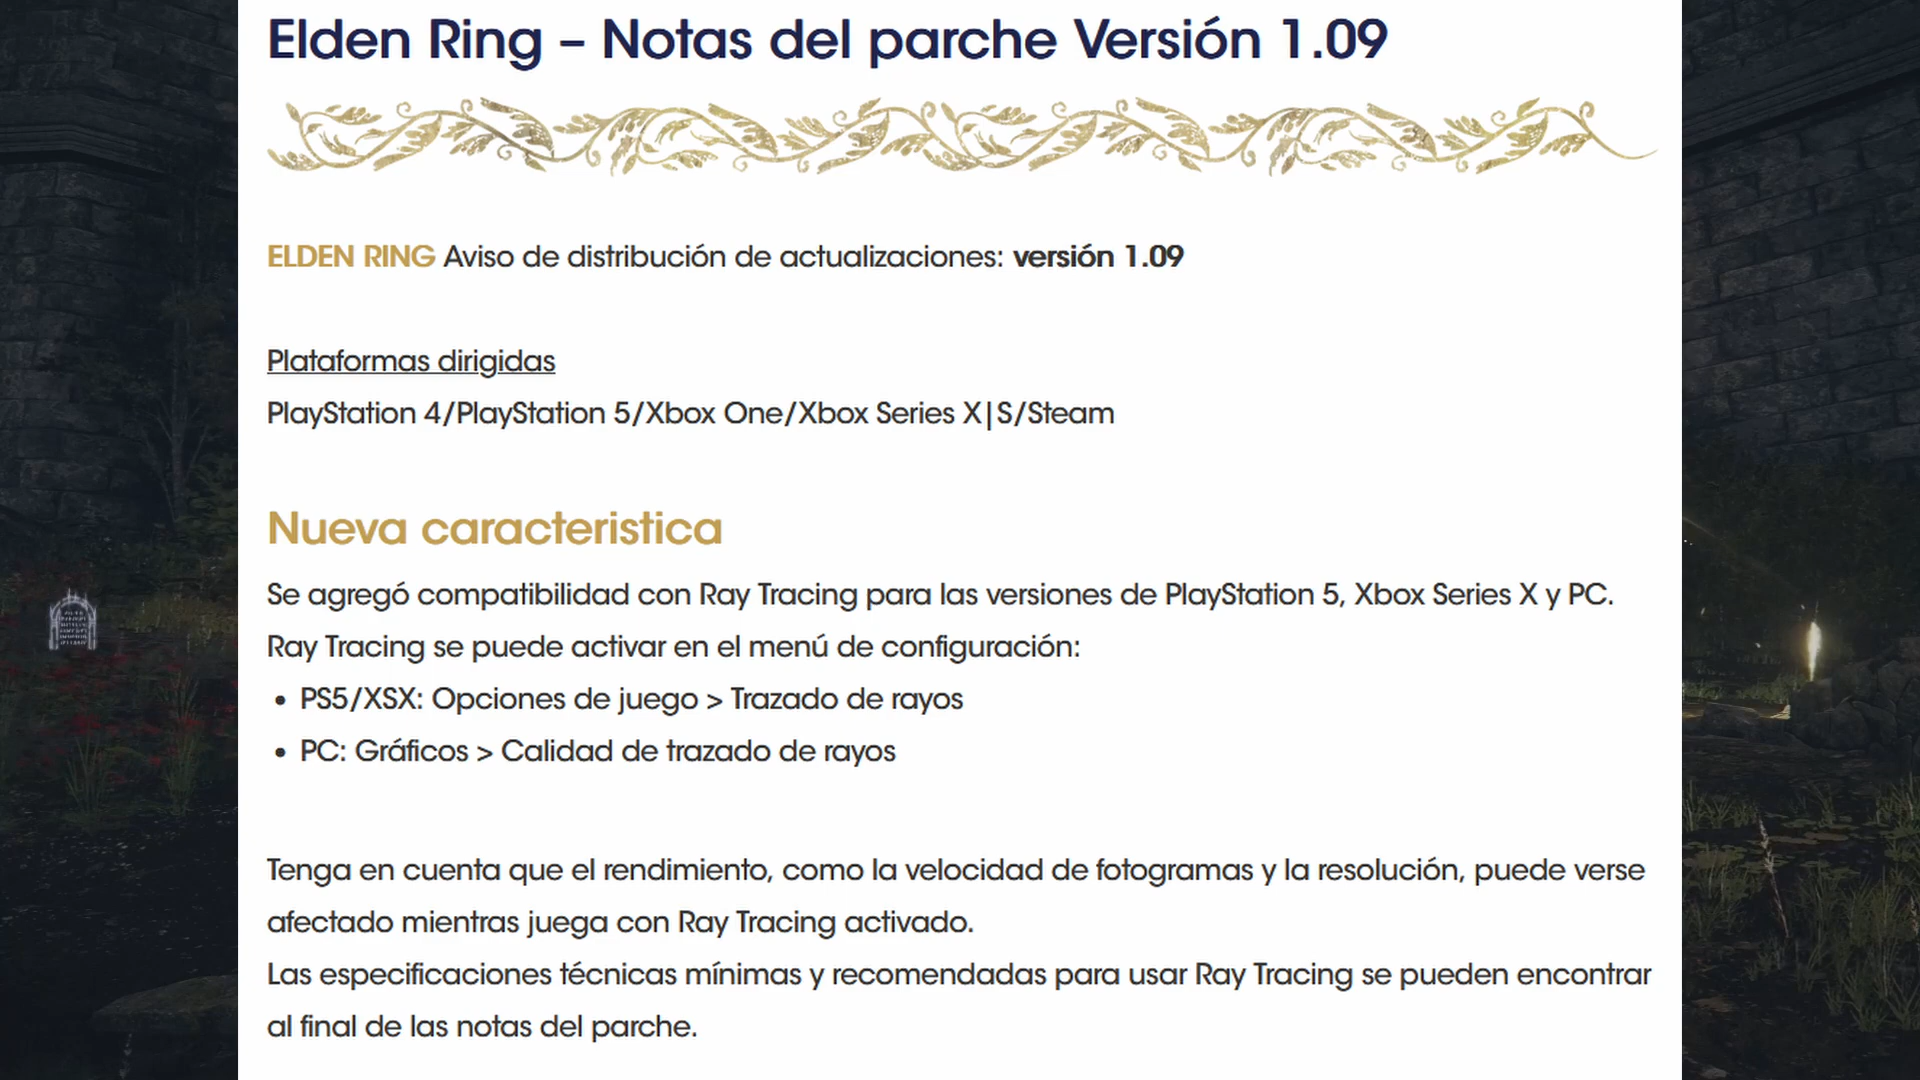 Elden Ring – Notas del parche Versión 1.09
ELDEN RING Aviso de distribución de actualizaciones: versión 1.09
Plataformas dirigidas
PlayStation 4/PlayStation 5/Xbox One/Xbox Series X|S/Steam
Nueva caracteristica
Se agregó compatibilidad con Ray Tracing para las versiones de PlayStation 5, Xbox Series X y PC.
Ray Tracing se puede activar en el menú de configuración:
• PS5/XSX: Opciones de juego > Trazado de rayos
• PC: Gráficos > Calidad de trazado de rayos
Tenga en cuenta que el rendimiento, como la velocidad de fotogramas y la resolución, puede verse
afectado mientras juega con Ray Tracing activado.
Las especificaciones técnicas mínimas y recomendadas para usar Ray Tracing se pueden encontrar
al final de las notas del parche.